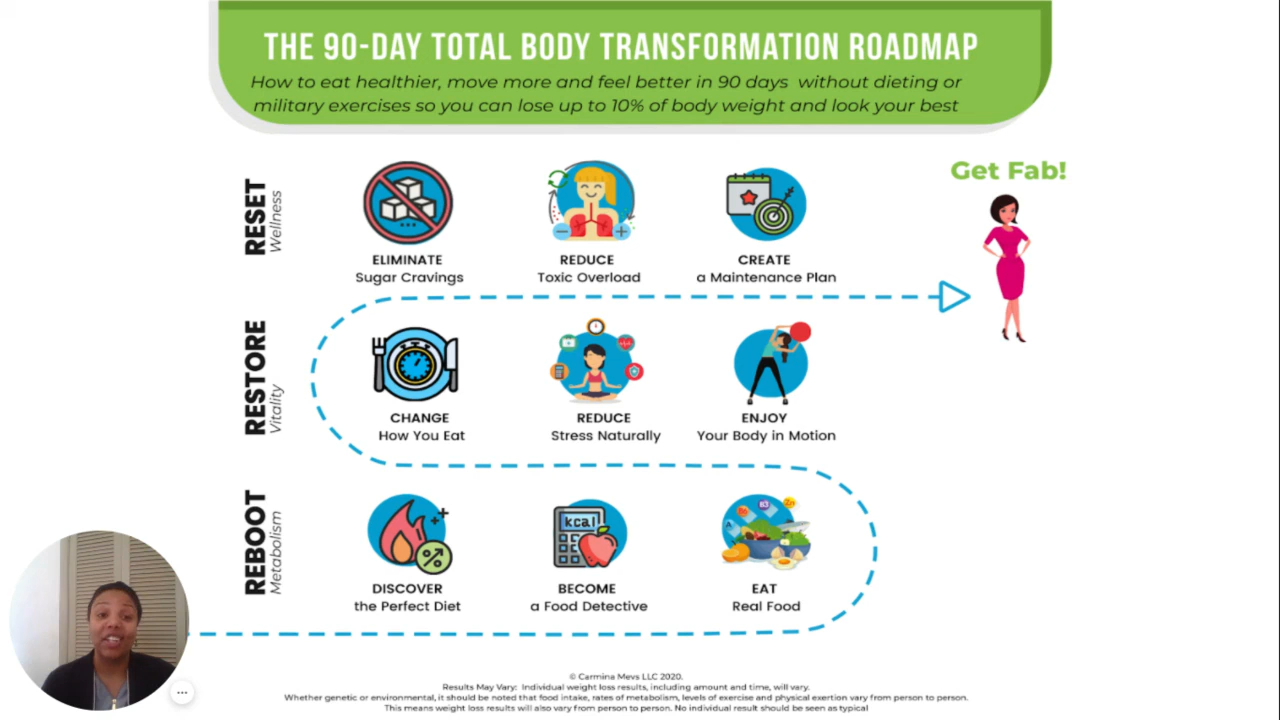 THE 90-DAY TOTAL BODY TRANSFORMATION ROADMAP
How to eat healthier, move more and feel better in 90 days without dieting or
military exercises so you can lose up to 10% of body weight and look your best
Get Fab!
RESET
Wellness
ELIMINATE
Sugar Cravings
REDUCE
Toxic Overload
CREATE
a Maintenance Plan
RESTORE
Vitality
CHANGE
How You Eat
REDUCE
Stress Naturally
ENJOY
Your Body in Motion
REBOOT
Metabolism
kcal
A
B3
Zn
DISCOVER
the Perfect Diet
BECOME
a Food Detective
EAT
Real Food
© Carmina Mevs LLC 2020.
Results May Vary: Individual weight loss results, including amount and time, will vary.
Whether genetic or environmental, it should be noted that food intake, rates of metabolism, levels of exercise and physical exertion vary from person to person.
This means weight loss results will also vary from person to person. No individual result should be seen as typical